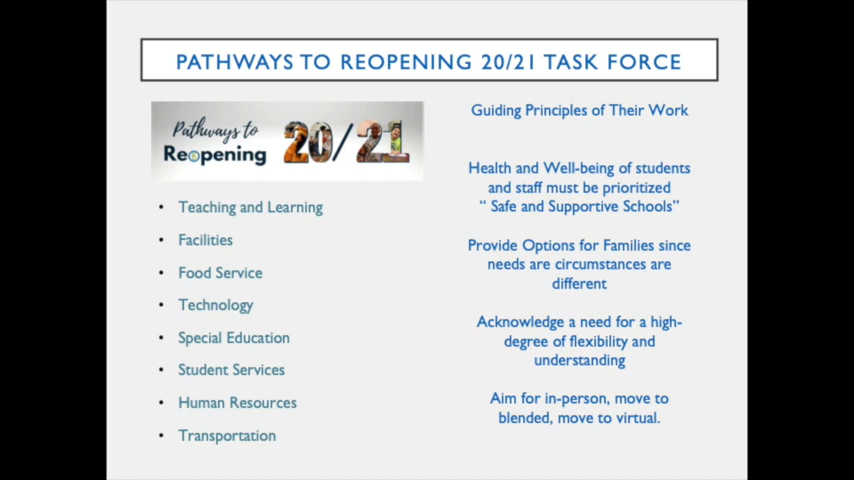 PATHWAYS TO REOPENING 20/21 TASK FORCE
Pathways to
Reopening
20/21
• Teaching and Learning
• Facilities
• Food Service
• Technology
• Special Education
• Student Services
• Human Resources
• Transportation
Guiding Principles of Their Work
Health and Well-being of students
and staff must be prioritized
“ Safe and Supportive Schools”
Provide Options for Families since
needs are circumstances are
different
Acknowledge a need for a high-
degree of flexibility and
understanding
Aim for in-person, move to
blended, move to virtual.